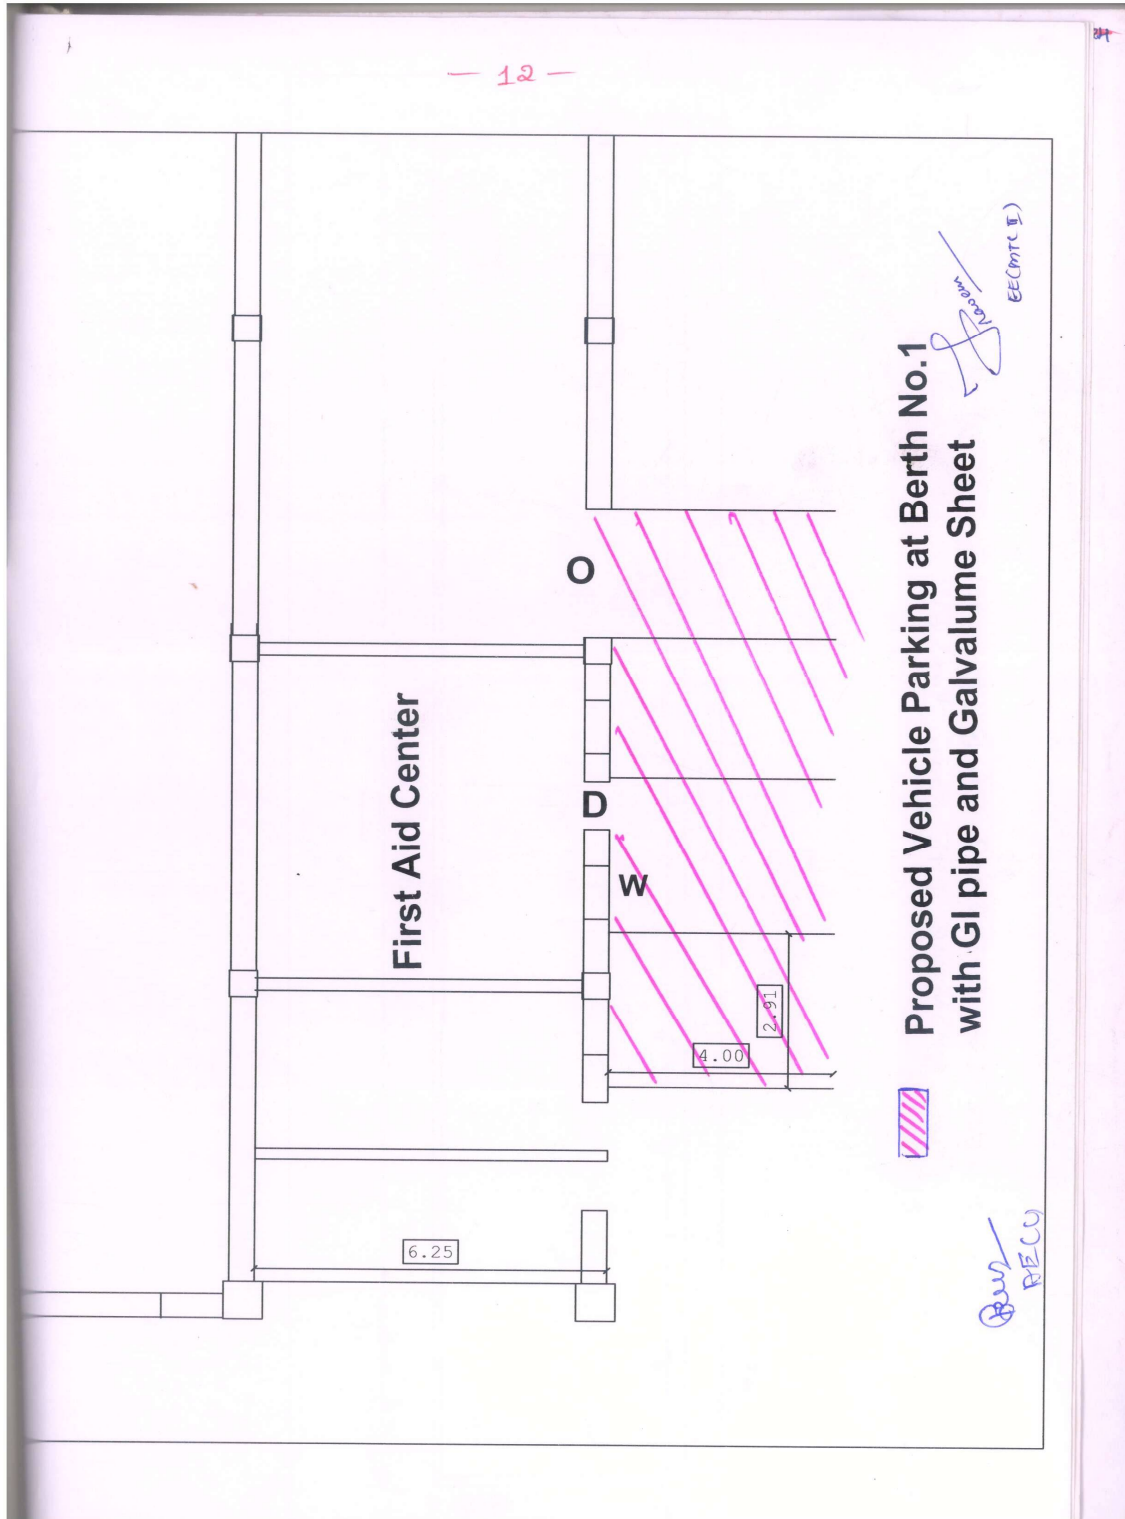 — 12 —
O
First Aid Center
D
W
2.91
4.00
6.25
Proposed Vehicle Parking at Berth No.1
with GI pipe and Galvalume Sheet
EE(MTC II)